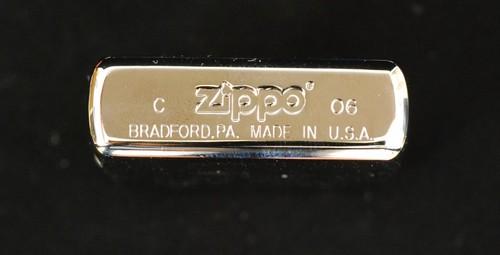 C zippo® 06
BRADFORD,PA. MADE IN U.S.A.